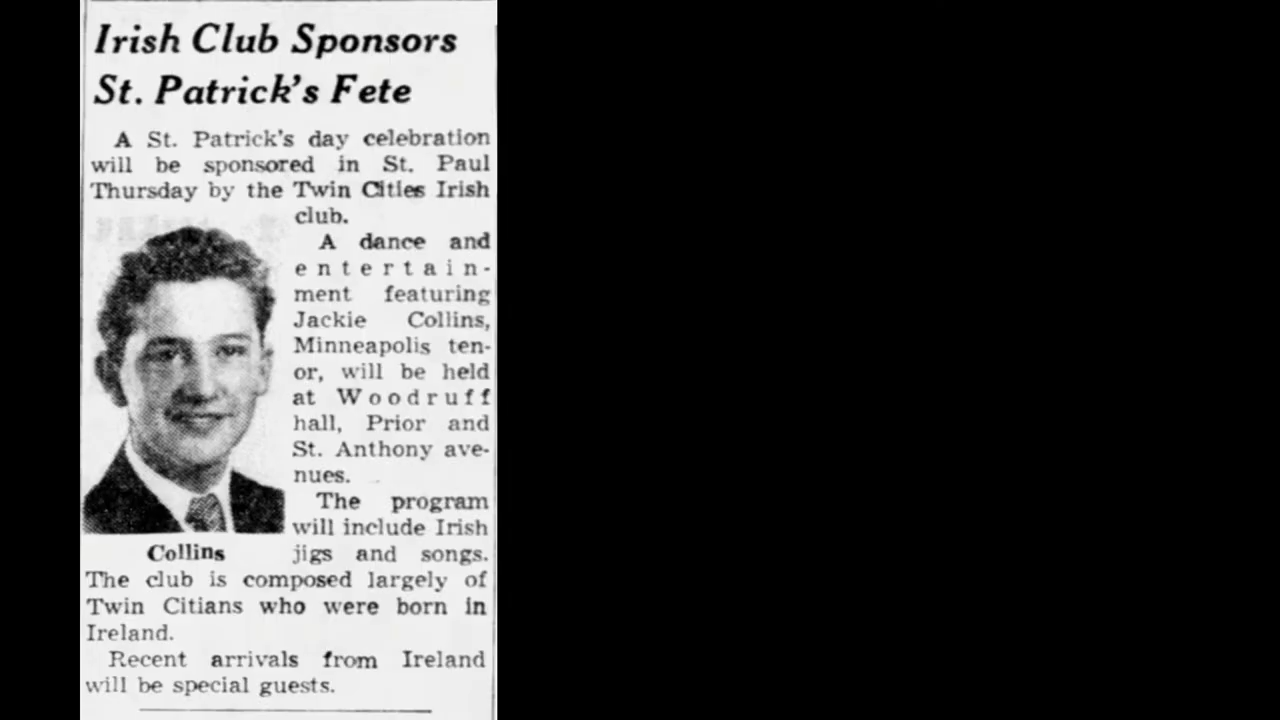 Irish Club Sponsors
St. Patrick's Fete
A St. Patrick's day celebration
will be sponsored in St. Paul
Thursday by the Twin Cities Irish
club.
A dance and
entertain-
ment featuring
Jackie Collins,
Minneapolis ten-
or, will be held
at Woodruff
hall, Prior and
St. Anthony ave-
nues.
The program
will include Irish
jigs and songs.
Collins
The club is composed largely of
Twin Citians who were born in
Ireland.
Recent arrivals from Ireland
will be special guests.